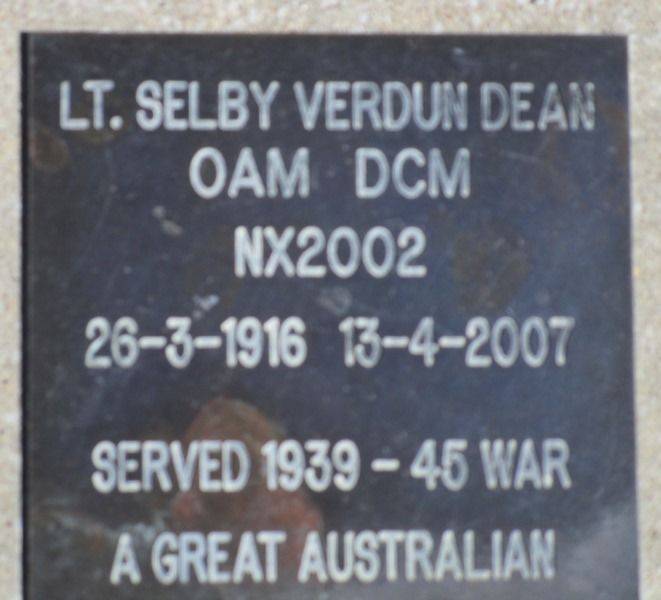 LT. SELBY VERDUN DEAN
OAM DCM
NX2002
26-3-1916 13-4-2007
SERVED 1939 - 45 WAR
A GREAT AUSTRALIAN